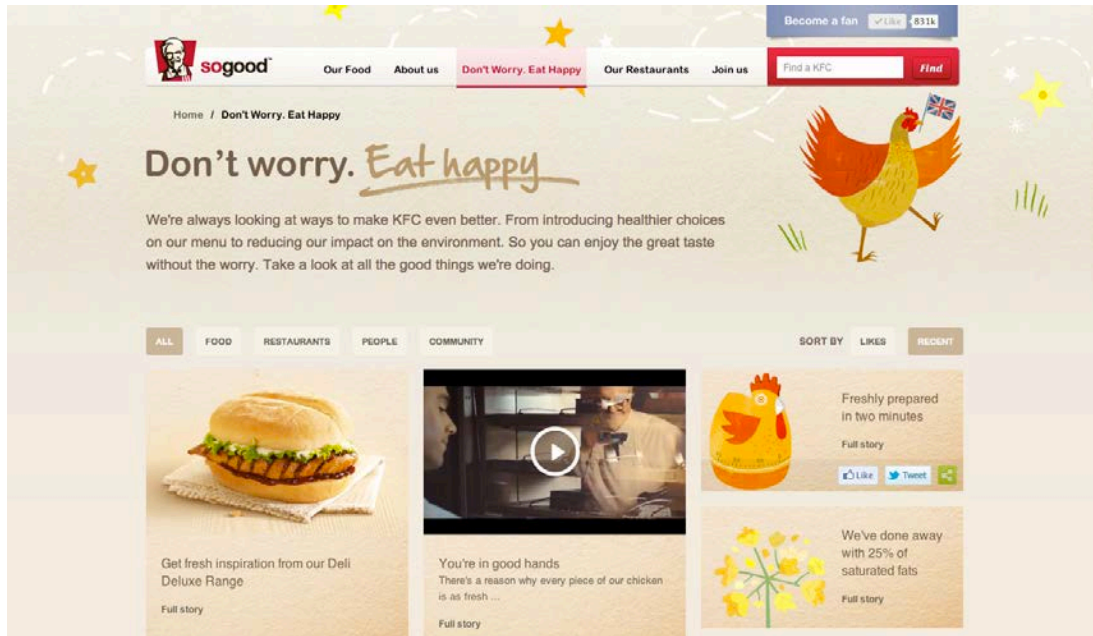 Become a fan
Like
831k
sogood™
Our Food
About us
Don't Worry. Eat Happy
Our Restaurants
Join us
Find a KFC
Find
Home / Don't Worry. Eat Happy
Don't worry. Eat happy
We're always looking at ways to make KFC even better. From introducing healthier choices
on our menu to reducing our impact on the environment. So you can enjoy the great taste
without the worry. Take a look at all the good things we're doing.
ALL
FOOD
RESTAURANTS
PEOPLE
COMMUNITY
SORT BY
LIKES
RECENT
Get fresh inspiration from our Deli
Deluxe Range
Full story
You're in good hands
There's a reason why every piece of our chicken
is as fresh ...
Full story
Freshly prepared
in two minutes
Full story
Like
Tweet
We've done away
with 25% of
saturated fats
Full story